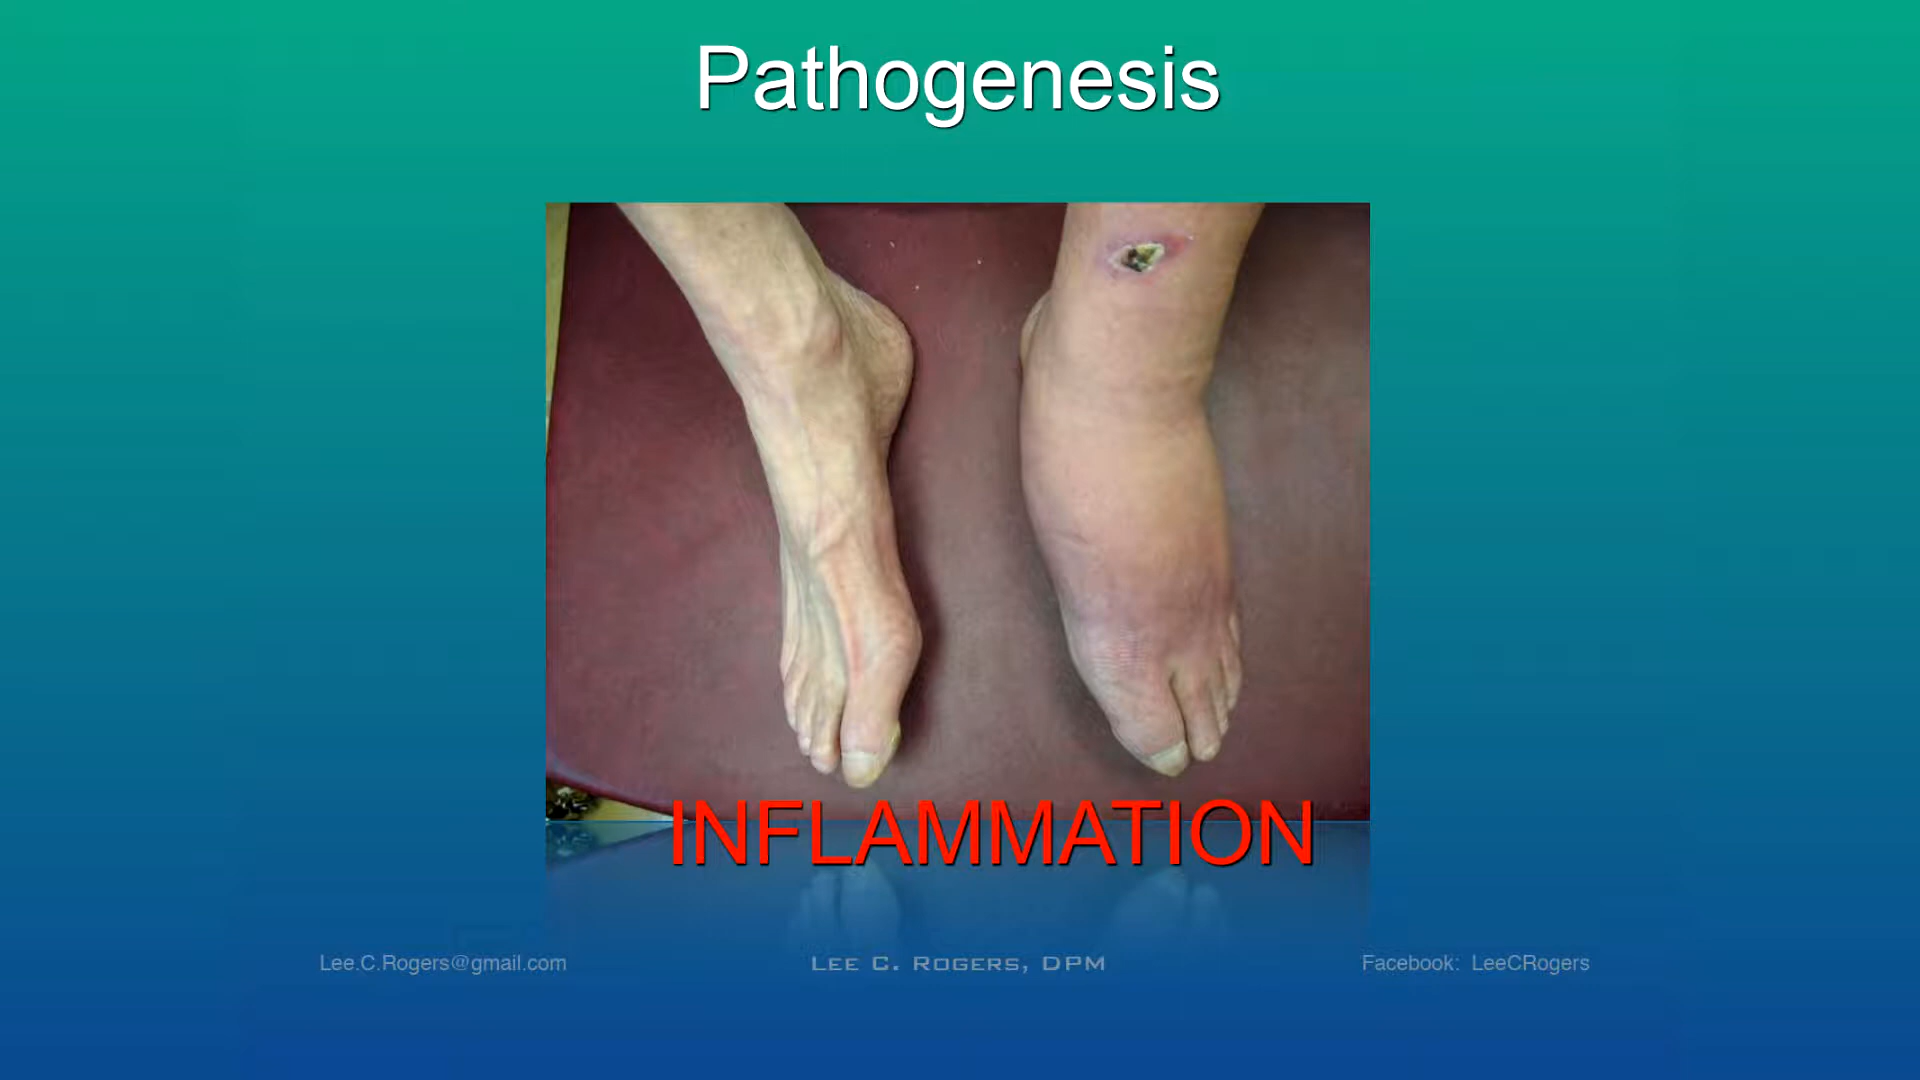 Pathogenesis
INFLAMMATION
Lee.C.Rogers@gmail.com
LEE C. ROGERS, DPM
Facebook: LeeCRogers